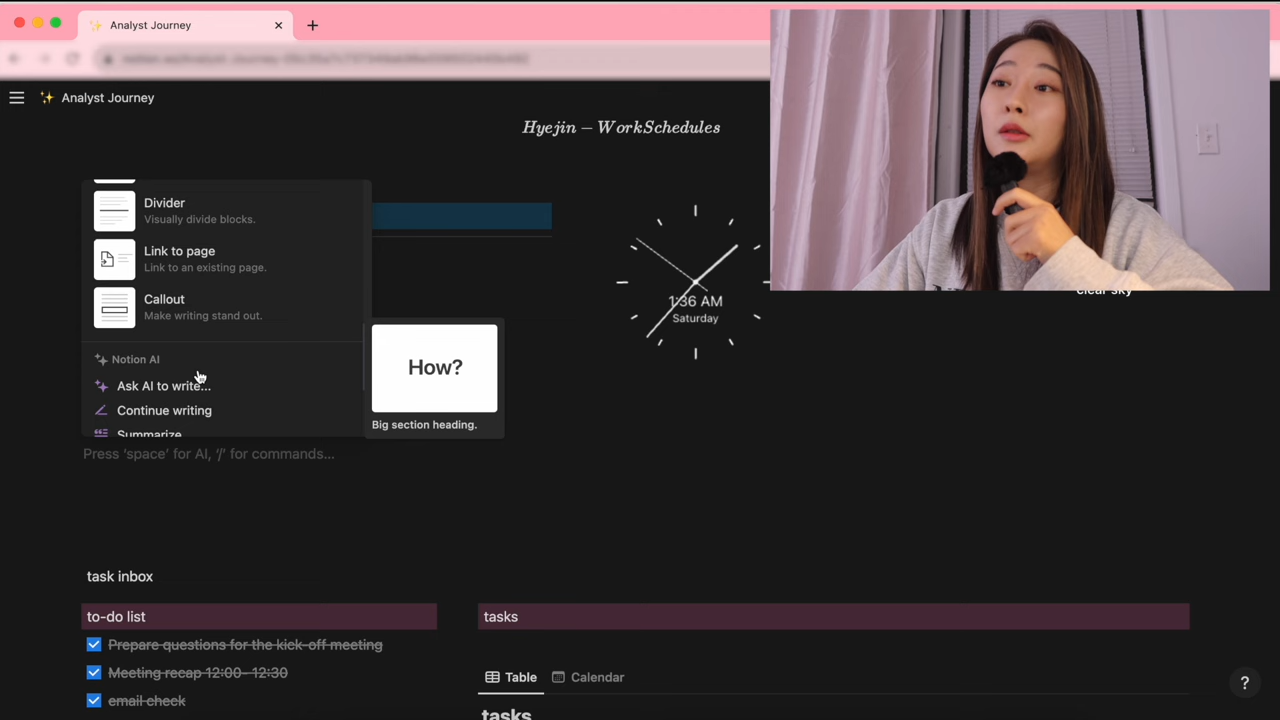 ✨ Analyst Journey
✨ Analyst Journey
Hyejin − WorkSchedules
Divider
Visually divide blocks.
Link to page
Link to an existing page.
Callout
Make writing stand out.
Notion AI
Ask AI to write...
Continue writing
Summarize
How?
Big section heading.
Press ‘space’ for AI, ‘/’ for commands…
1:36 AM
Saturday
clear sky
task inbox
to-do list
Prepare questions for the kick-off meeting
Meeting recap 12:00- 12:30
email check
tasks
Table
Calendar
tasks
?